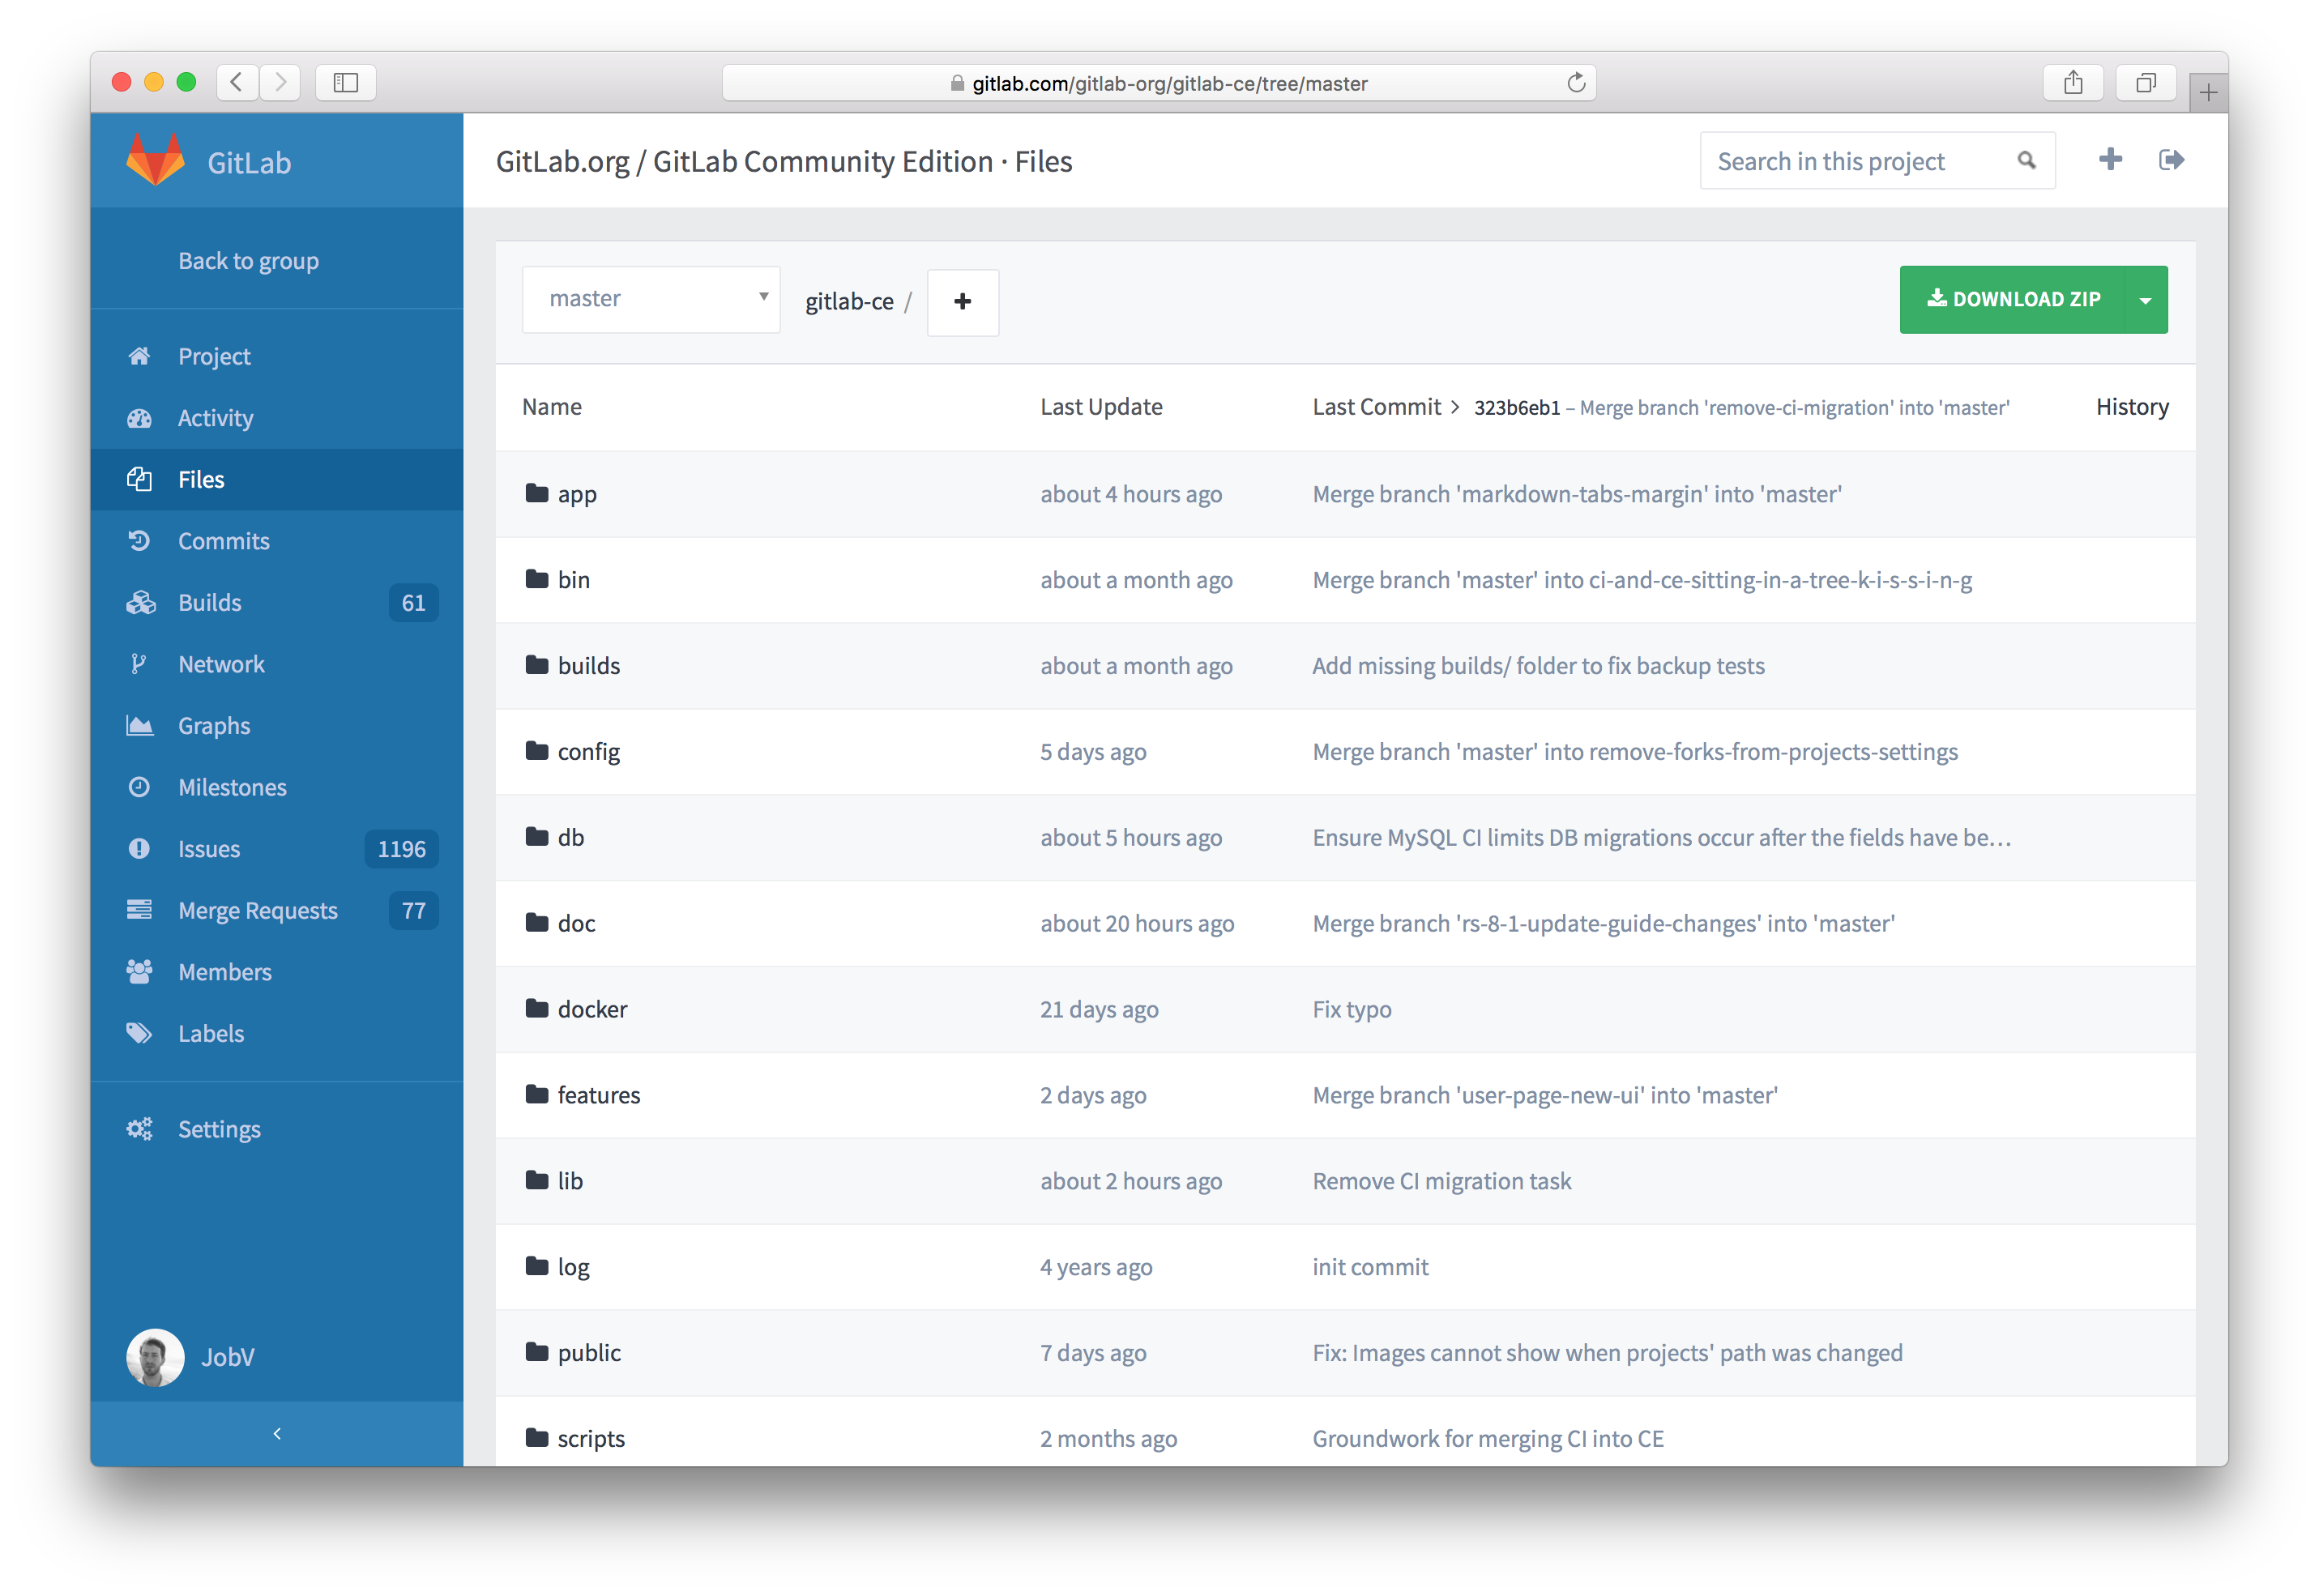 gitlab.com/gitlab-org/gitlab-ce/tree/master
GitLab
GitLab.org / GitLab Community Edition · Files
Search in this project
Back to group
Project
Activity
Files
Commits
Builds 61
Network
Graphs
Milestones
Issues 1196
Merge Requests 77
Members
Labels
Settings
JobV
master
gitlab-ce /
DOWNLOAD ZIP
Name Last Update Last Commit > 323b6eb1 – Merge branch 'remove-ci-migration' into 'master' History
app about 4 hours ago Merge branch 'markdown-tabs-margin' into 'master'
bin about a month ago Merge branch 'master' into ci-and-ce-sitting-in-a-tree-k-i-s-s-i-n-g
builds about a month ago Add missing builds/ folder to fix backup tests
config 5 days ago Merge branch 'master' into remove-forks-from-projects-settings
db about 5 hours ago Ensure MySQL CI limits DB migrations occur after the fields have be…
doc about 20 hours ago Merge branch 'rs-8-1-update-guide-changes' into 'master'
docker 21 days ago Fix typo
features 2 days ago Merge branch 'user-page-new-ui' into 'master'
lib about 2 hours ago Remove CI migration task
log 4 years ago init commit
public 7 days ago Fix: Images cannot show when projects' path was changed
scripts 2 months ago Groundwork for merging CI into CE